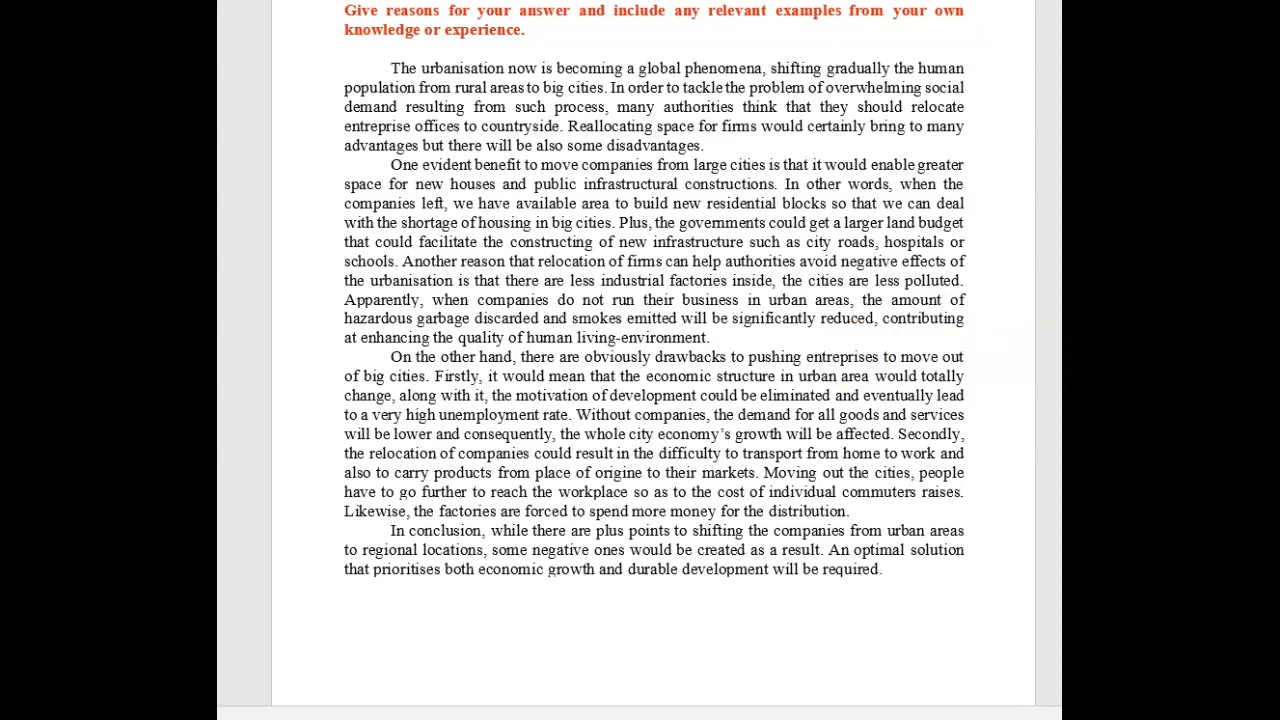 Give reasons for your answer and include any relevant examples from your own
knowledge or experience.
The urbanisation now is becoming a global phenomena, shifting gradually the human
population from rural areas to big cities. In order to tackle the problem of overwhelming social
demand resulting from such process, many authorities think that they should relocate
entreprise offices to countryside. Reallocating space for firms would certainly bring to many
advantages but there will be also some disadvantages.
One evident benefit to move companies from large cities is that it would enable greater
space for new houses and public infrastructural constructions. In other words, when the
companies left, we have available area to build new residential blocks so that we can deal
with the shortage of housing in big cities. Plus, the governments could get a larger land budget
that could facilitate the constructing of new infrastructure such as city roads, hospitals or
schools. Another reason that relocation of firms can help authorities avoid negative effects of
the urbanisation is that there are less industrial factories inside, the cities are less polluted.
Apparently, when companies do not run their business in urban areas, the amount of
hazardous garbage discarded and smokes emitted will be significantly reduced, contributing
at enhancing the quality of human living-environment.
On the other hand, there are obviously drawbacks to pushing entreprises to move out
of big cities. Firstly, it would mean that the economic structure in urban area would totally
change, along with it, the motivation of development could be eliminated and eventually lead
to a very high unemployment rate. Without companies, the demand for all goods and services
will be lower and consequently, the whole city economy’s growth will be affected. Secondly,
the relocation of companies could result in the difficulty to transport from home to work and
also to carry products from place of origine to their markets. Moving out the cities, people
have to go further to reach the workplace so as to the cost of individual commuters raises.
Likewise, the factories are forced to spend more money for the distribution.
In conclusion, while there are plus points to shifting the companies from urban areas
to regional locations, some negative ones would be created as a result. An optimal solution
that prioritises both economic growth and durable development will be required.